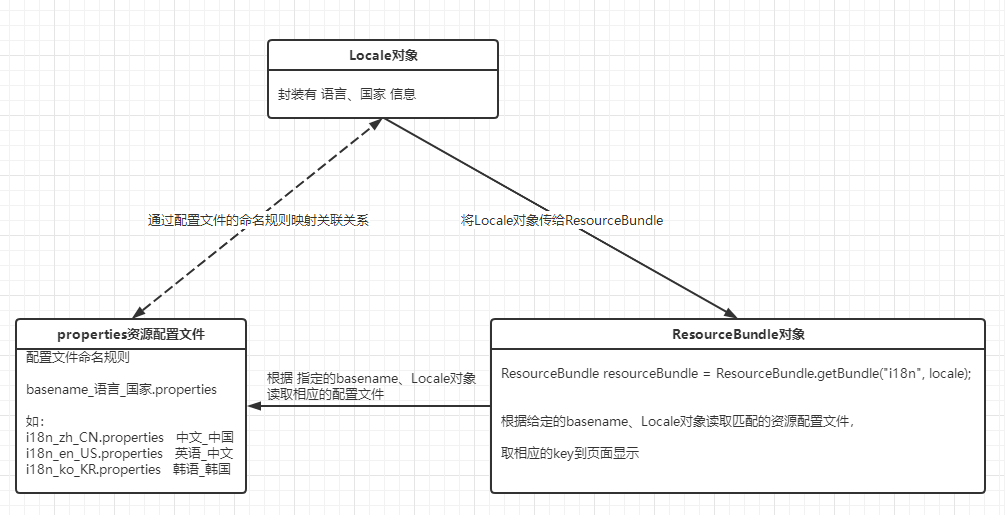 Locale对象
封装有 语言、国家 信息
通过配置文件的命名规则映射关联关系
将Locale对象传给ResourceBundle
properties资源配置文件
配置文件命名规则
basename_语言_国家.properties
如：
i18n_zh_CN.properties 中文_中国
i18n_en_US.properties 英语_中文
i18n_ko_KR.properties 韩语_韩国
根据 指定的basename、Locale对象
读取相应的配置文件
ResourceBundle对象
ResourceBundle resourceBundle = ResourceBundle.getBundle("i18n", locale);
根据给定的basename、Locale对象读取匹配的资源配置文件，
取相应的key到页面显示